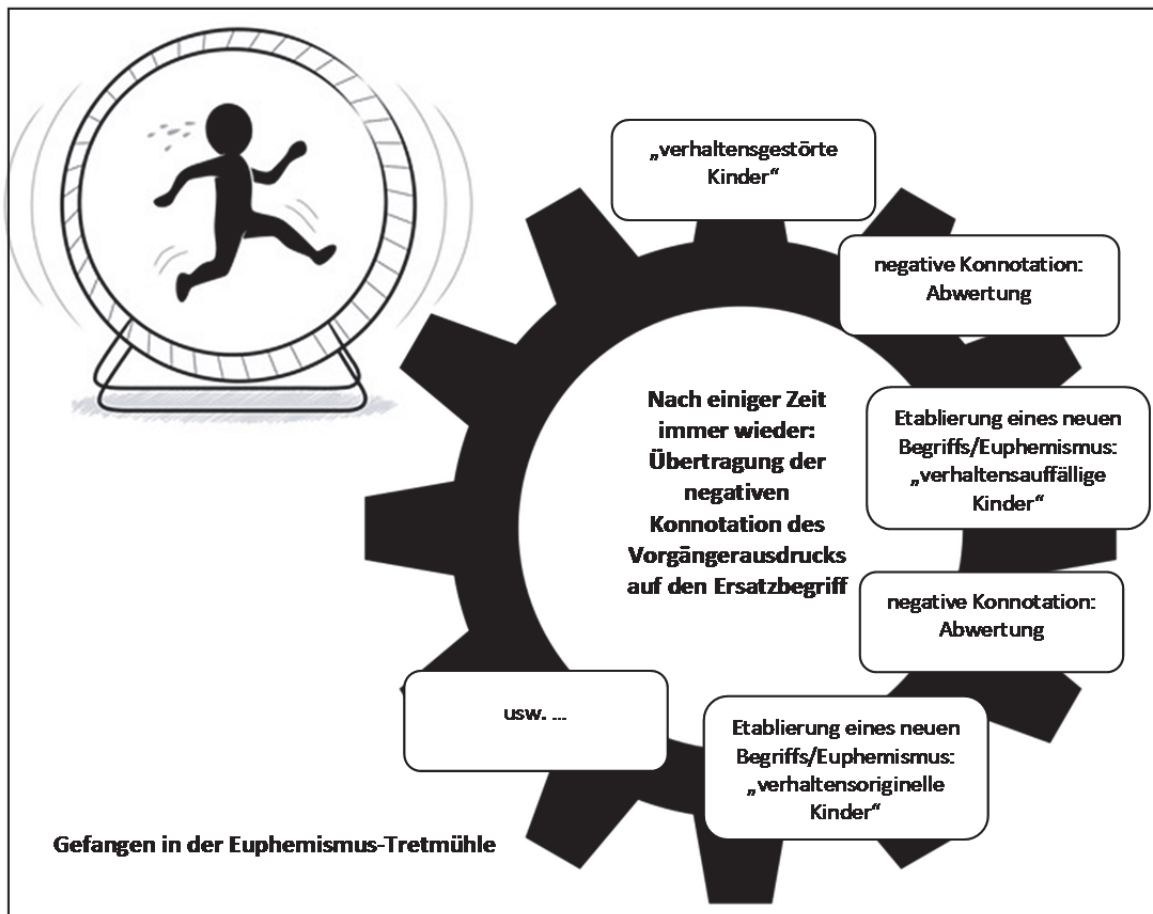 „verhaltensgestörte
Kinder“
negative Konnotation:
Abwertung
Nach einiger Zeit
immer wieder:
Übertragung der
negativen
Konnotation des
Vorgängerausdrucks
auf den Ersatzbegriff
Etablierung eines neuen
Begriffs/Euphemismus:
„verhaltensauffällige
Kinder“
negative Konnotation:
Abwertung
Etablierung eines neuen
Begriffs/Euphemismus:
„verhaltensoriginelle
Kinder“
usw. ...
Gefangen in der Euphemismus-Tretmühle